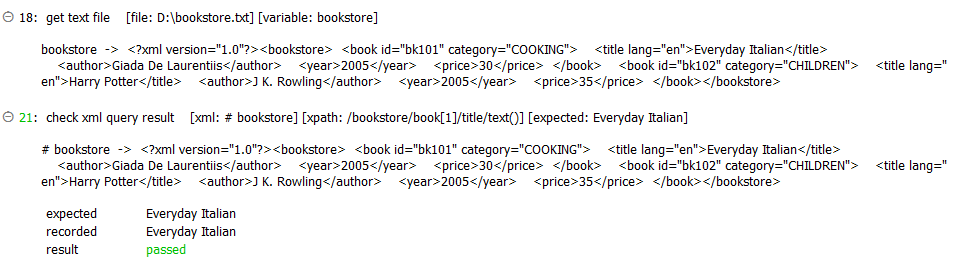 18: get text file [file: D:\bookstore.txt] [variable: bookstore]
bookstore -> <?xml version="1.0"?><bookstore> <book id="bk101" category="COOKING"> <title lang="en">Everyday Italian</title>
<author>Giada De Laurentiis</author> <year>2005</year> <price>30</price> </book> <book id="bk102" category="CHILDREN"> <title lang="
en">Harry Potter</title> <author>J K. Rowling</author> <year>2005</year> <price>35</price> </book></bookstore>
21: check xml query result [xml: # bookstore] [xpath: /bookstore/book[1]/title/text()] [expected: Everyday Italian]
# bookstore -> <?xml version="1.0"?><bookstore> <book id="bk101" category="COOKING"> <title lang="en">Everyday Italian</title>
<author>Giada De Laurentiis</author> <year>2005</year> <price>30</price> </book> <book id="bk102" category="CHILDREN"> <title lang="
en">Harry Potter</title> <author>J K. Rowling</author> <year>2005</year> <price>35</price> </book></bookstore>
expected Everyday Italian
recorded Everyday Italian
result passed